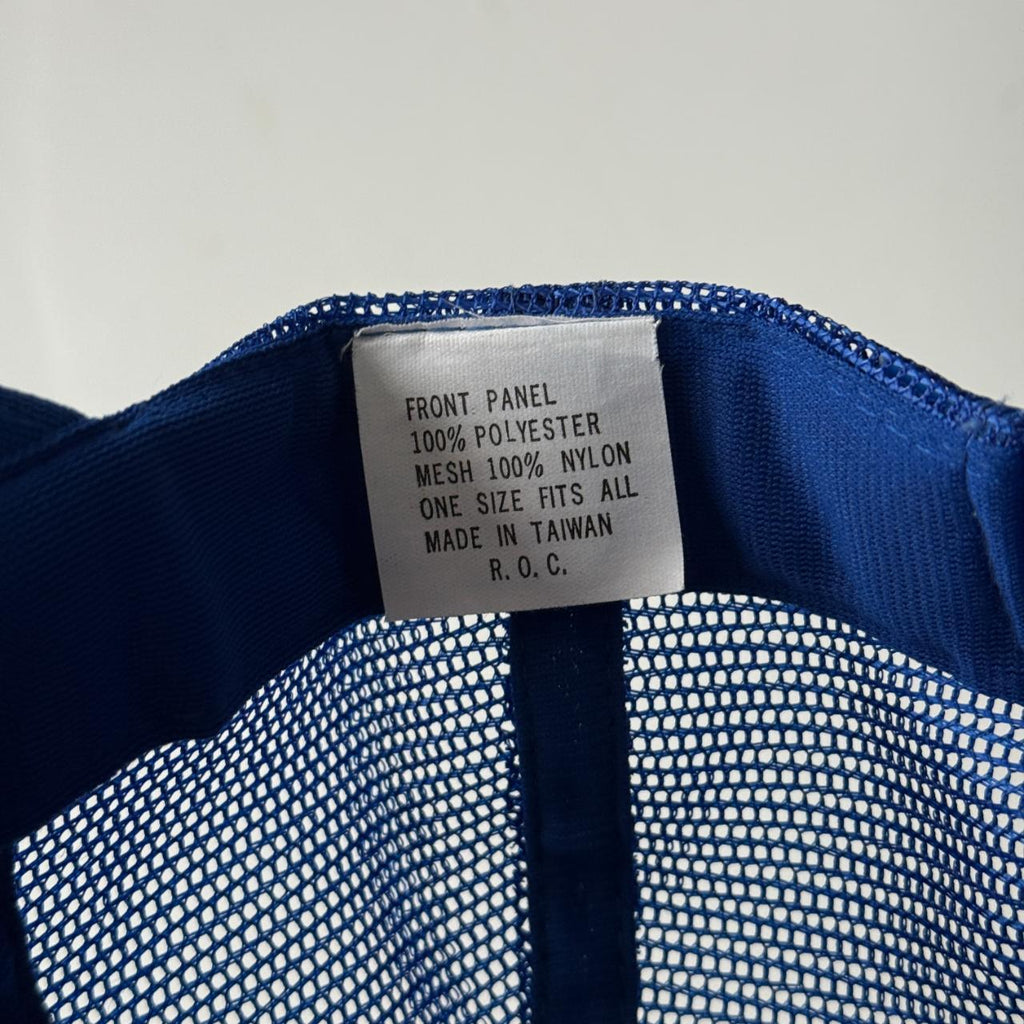 FRONT PANEL
100% POLYESTER
MESH 100% NYLON
ONE SIZE FITS ALL
MADE IN TAIWAN
R.O.C.